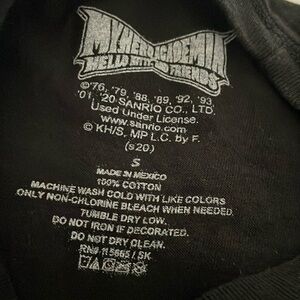 MY HERO ACADEMIA
HELLO KITTY AND FRIENDS
©'76, '79, '88, '89, '92, '93
'01, '20 SANRIO CO., LTD.
Used Under License.
www.sanrio.com
© KH/S, MP L.C. by F.
(s20)
S
MADE IN MEXICO
100% COTTON
MACHINE WASH COLD WITH LIKE COLORS
ONLY NON-CHLORINE BLEACH WHEN NEEDED.
TUMBLE DRY LOW.
DO NOT IRON IF DECORATED.
DO NOT DRY CLEAN.
RN# 115665 / SK